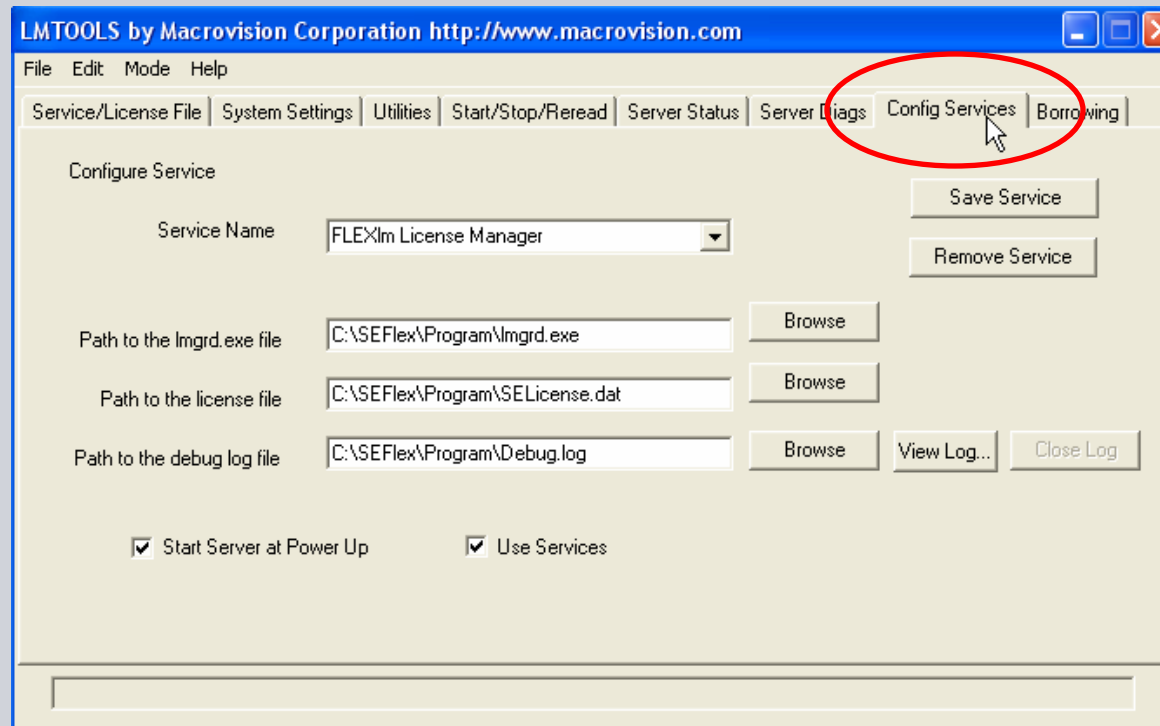 LMTOOLS by Macrovision Corporation http://www.macrovision.com
File Edit Mode Help
Service/License File System Settings Utilities Start/Stop/Reread Server Status Server Diags Config Services Borrowing
Configure Service
Save Service
Service Name FLEXlm License Manager
Remove Service
Path to the lmgrd.exe file C:\SEFlex\Program\lmgrd.exe Browse
Path to the license file C:\SEFlex\Program\SELicense.dat Browse
Path to the debug log file C:\SEFlex\Program\Debug.log Browse View Log... Close Log
Start Server at Power Up Use Services